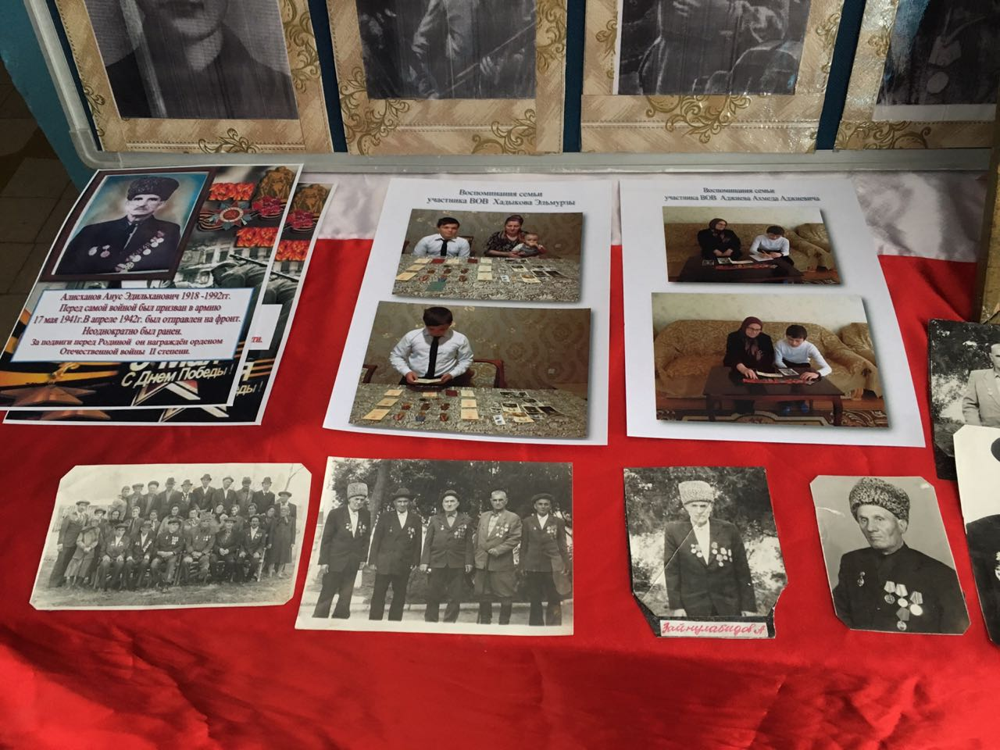 Алисханов Анус Эдильханович 1918 -1992гг.
Перед самой войной был призван в армию
17 мая 1941г.В апреле 1942г. был отправлен на фронт.
Неоднократно был ранен.
За подвиги перед Родиной он награждён орденом
Отечественной войны II степени.
С Днем Победы !
Воспоминания семьи
участника ВОВ Хадыкова Эльмурзы
Воспоминания семьи
участника ВОВ Аджиева Ахмеда Аджиевича
Зайнулабидов А